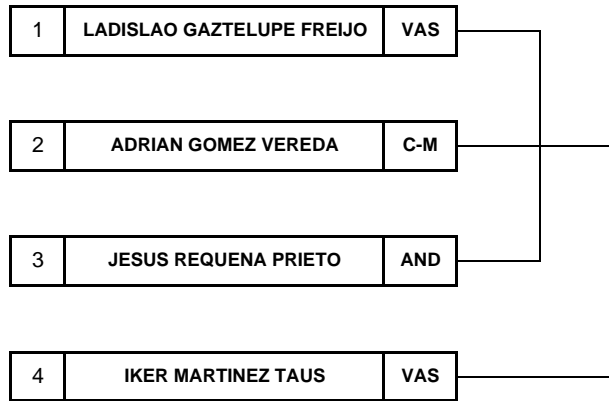 1 LADISLAO GAZTELUPE FREIJO VAS
2 ADRIAN GOMEZ VEREDA C-M
3 JESUS REQUENA PRIETO AND
4 IKER MARTINEZ TAUS VAS